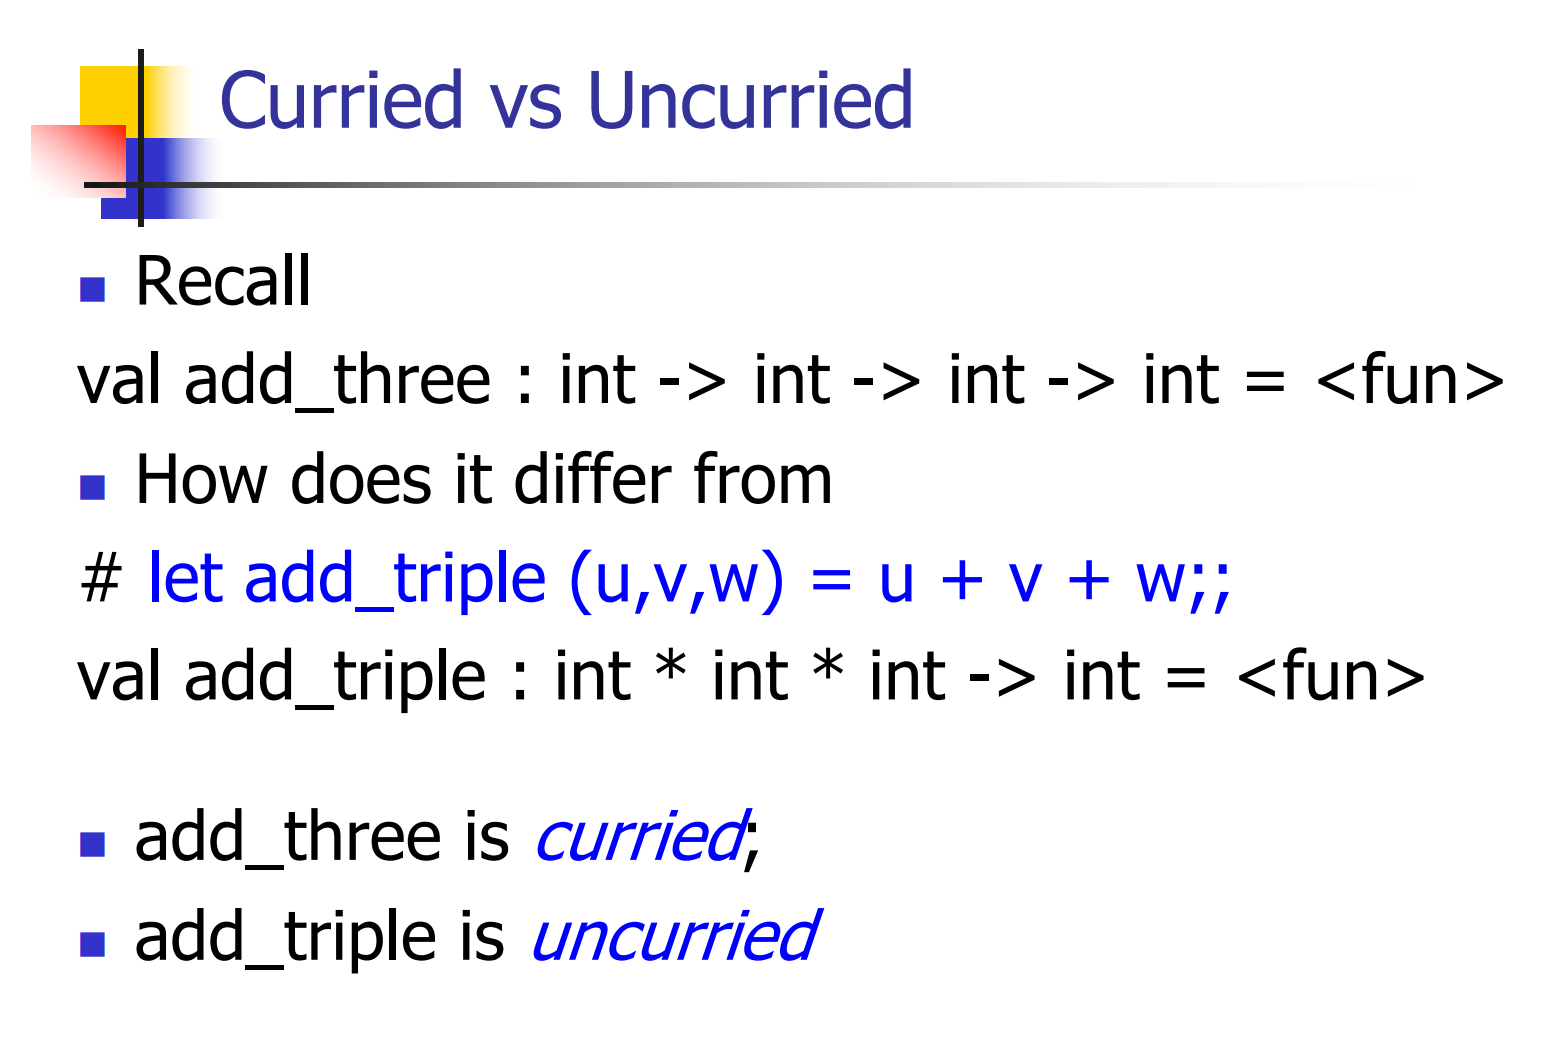 Curried vs Uncurried
Recall
val add_three : int -> int -> int -> int = <fun>
How does it differ from
# let add_triple (u,v,w) = u + v + w;;
val add_triple : int * int * int -> int = <fun>
add_three is curried;
add_triple is uncurried